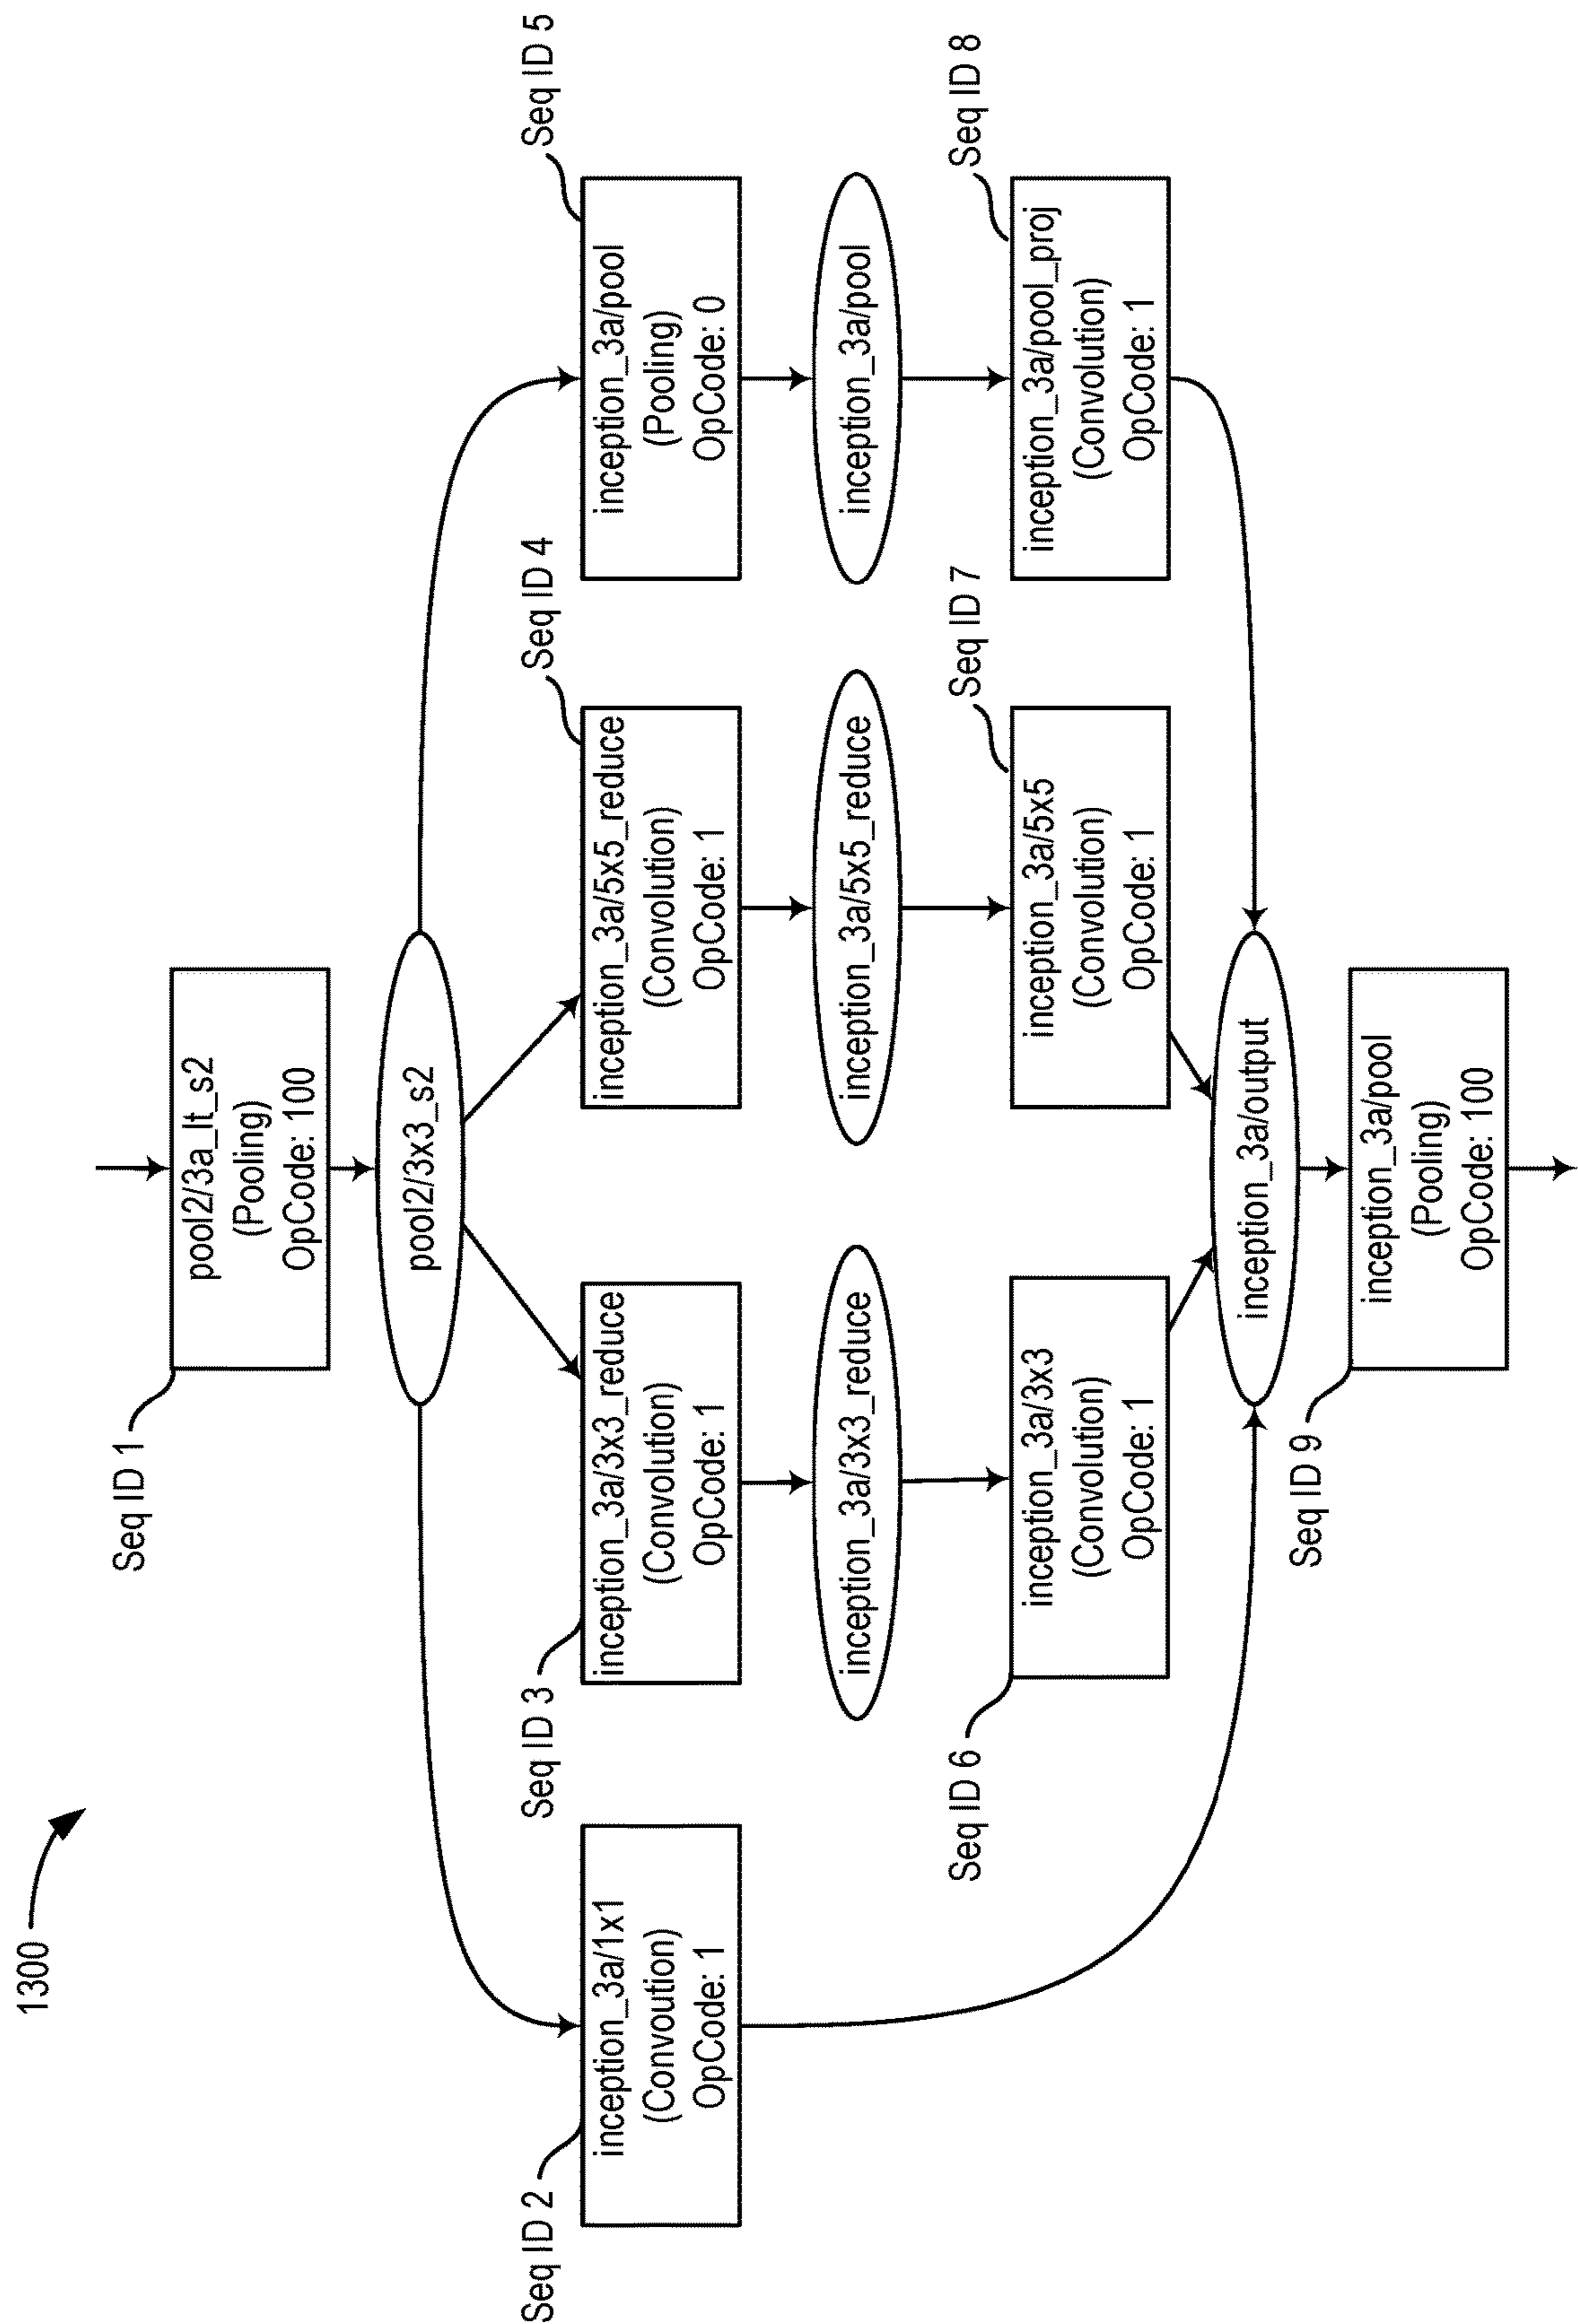 1300
Seq ID 1
pool2/3a_lt_s2
(Pooling)
OpCode: 100
pool2/3x3_s2
Seq ID 2
inception_3a/1x1
(Convoution)
OpCode: 1
Seq ID 3
inception_3a/3x3_reduce
(Convolution)
OpCode: 1
Seq ID 4
inception_3a/5x5_reduce
(Convolution)
OpCode: 1
Seq ID 5
inception_3a/pool
(Pooling)
OpCode: 0
inception_3a/3x3_reduce
inception_3a/5x5_reduce
inception_3a/pool
Seq ID 6
inception_3a/3x3
(Convolution)
OpCode: 1
Seq ID 7
inception_3a/5x5
(Convolution)
OpCode: 1
Seq ID 8
inception_3a/pool_proj
(Convolution)
OpCode: 1
inception_3a/output
Seq ID 9
inception_3a/pool
(Pooling)
OpCode: 100